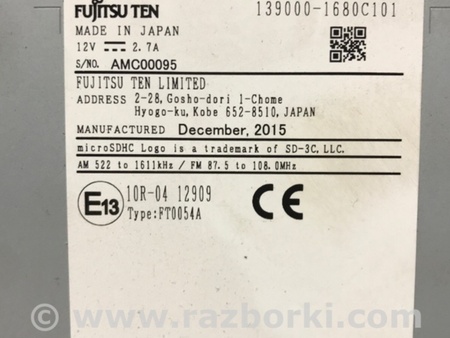 FUJITSU TEN 139000-1680C101
MADE IN JAPAN
12V ⎓ 2.7A
S/NO. AMC00095
FUJITSU TEN LIMITED
ADDRESS 2-28, Gosho-dori 1-Chome
Hyogo-ku, Kobe 652-8510, JAPAN
MANUFACTURED December, 2015
microSDHC Logo is a trademark of SD-3C, LLC.
AM 522 to 1611kHz / FM 87.5 to 108.0MHz
E13 10R-04 12909
Type:FT0054A
CE
© www.razborki.com